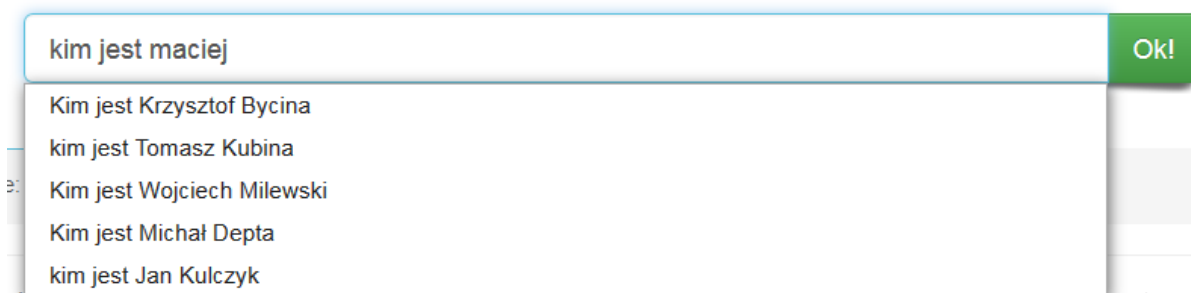 kim jest maciej
Ok!
Kim jest Krzysztof Bycina
kim jest Tomasz Kubina
e:
Kim jest Wojciech Milewski
Kim jest Michał Depta
kim jest Jan Kulczyk